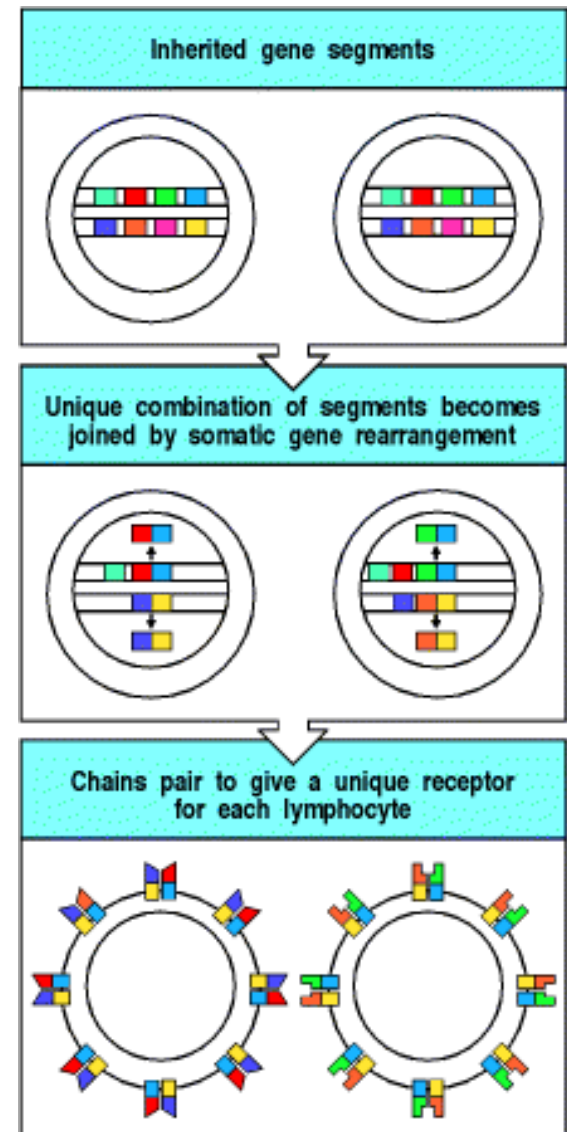 Inherited gene segments
Unique combination of segments becomes
joined by somatic gene rearrangement
Chains pair to give a unique receptor
for each lymphocyte